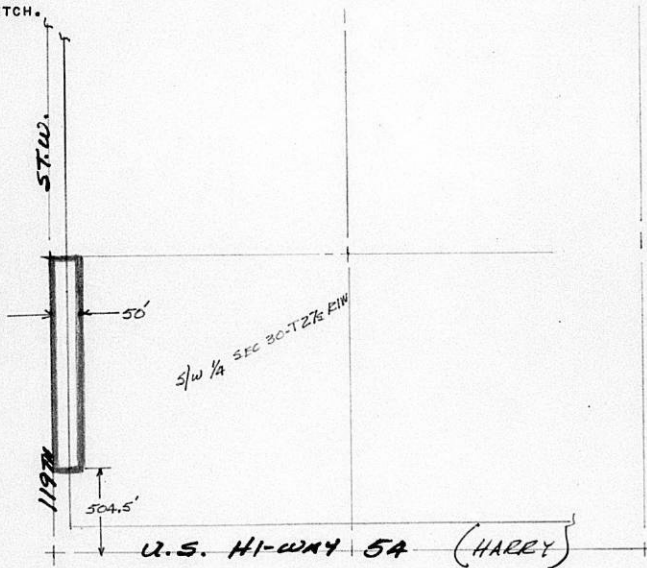 TCH.
ST.W.
50'
S/W 1/4 SEC 30-T27S R1W
119TH
504.5'
U.S. HI-WAY 54 (HARRY)